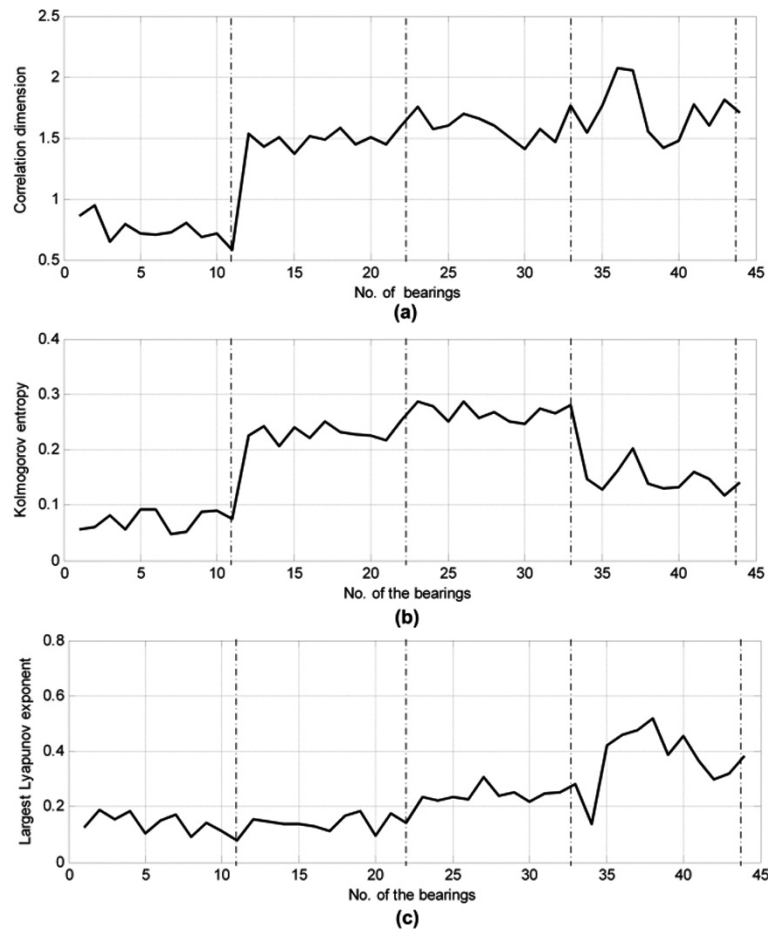 2.5
2
1.5
1
0.5
Correlation dimension
0 5 10 15 20 25 30 35 40 45
No. of bearings
(a)
0.4
0.3
0.2
0.1
0
Kolmogorov entropy
0 5 10 15 20 25 30 35 40 45
No. of the bearings
(b)
0.8
0.6
0.4
0.2
0
Largest Lyapunov exponent
0 5 10 15 20 25 30 35 40 45
No. of the bearings
(c)